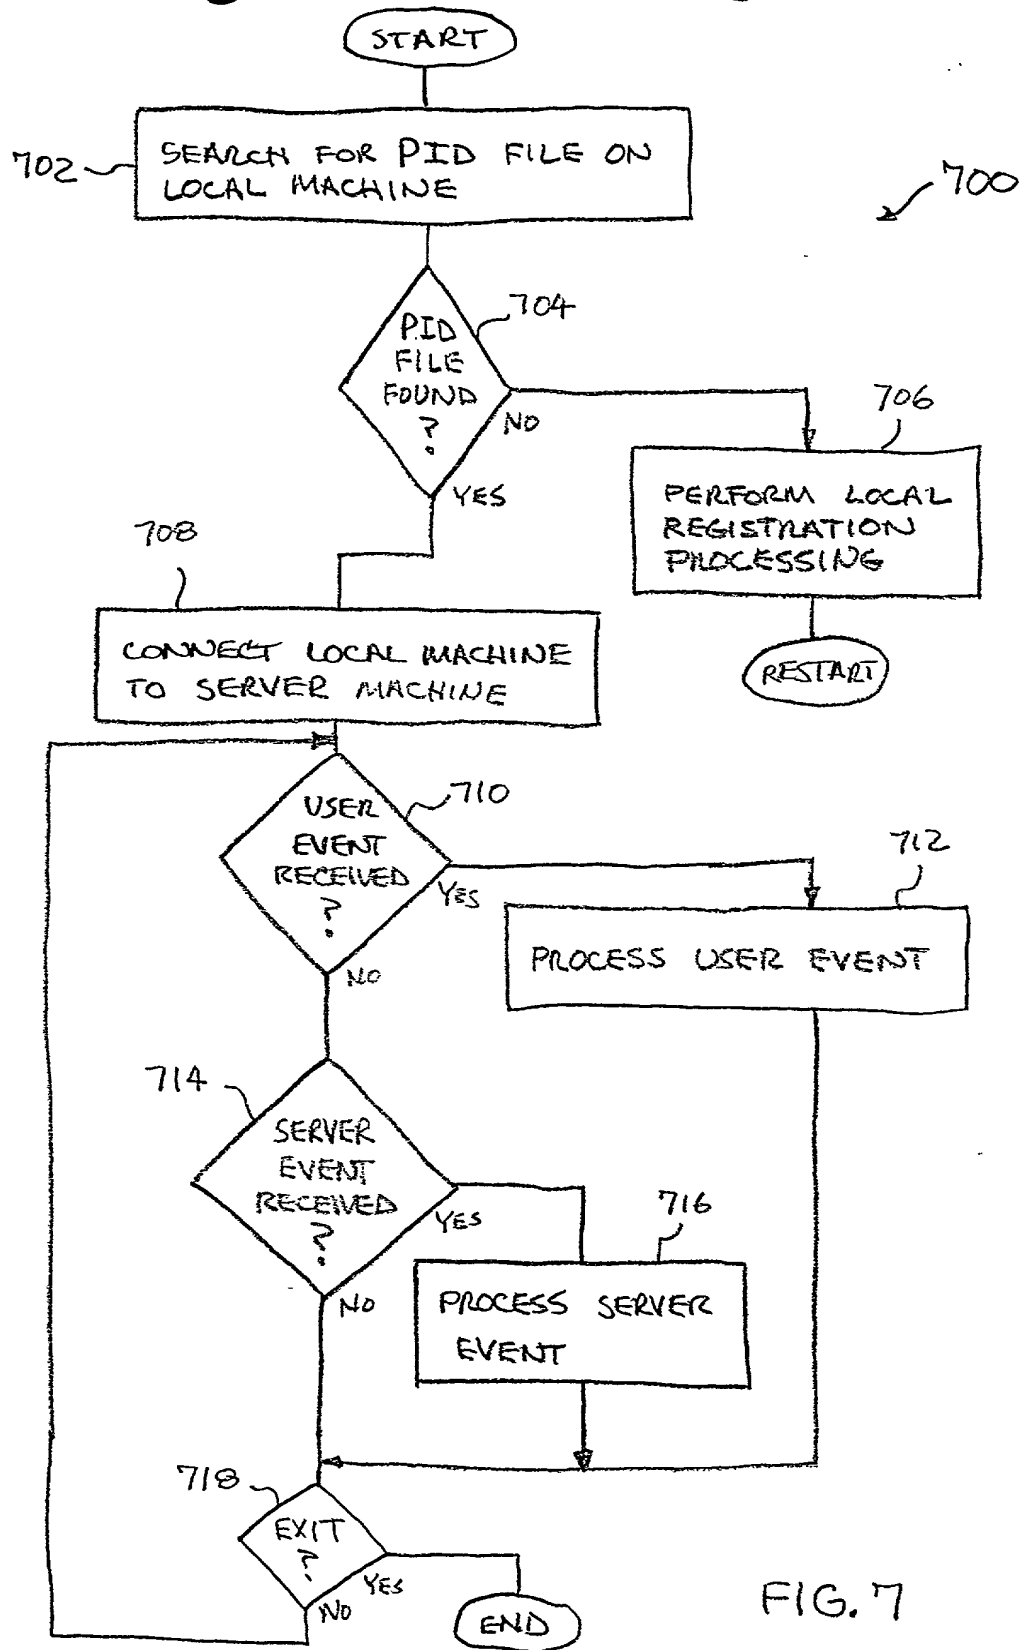 START
702
SEARCH FOR PID FILE ON
LOCAL MACHINE
700
704
PID
FILE
FOUND
?
NO
YES
706
PERFORM LOCAL
REGISTRATION
PROCESSING
RESTART
708
CONNECT LOCAL MACHINE
TO SERVER MACHINE
710
USER
EVENT
RECEIVED
?
YES
NO
712
PROCESS USER EVENT
714
SERVER
EVENT
RECEIVED
?
YES
NO
716
PROCESS SERVER
EVENT
718
EXIT
?
YES
NO
END
FIG. 7